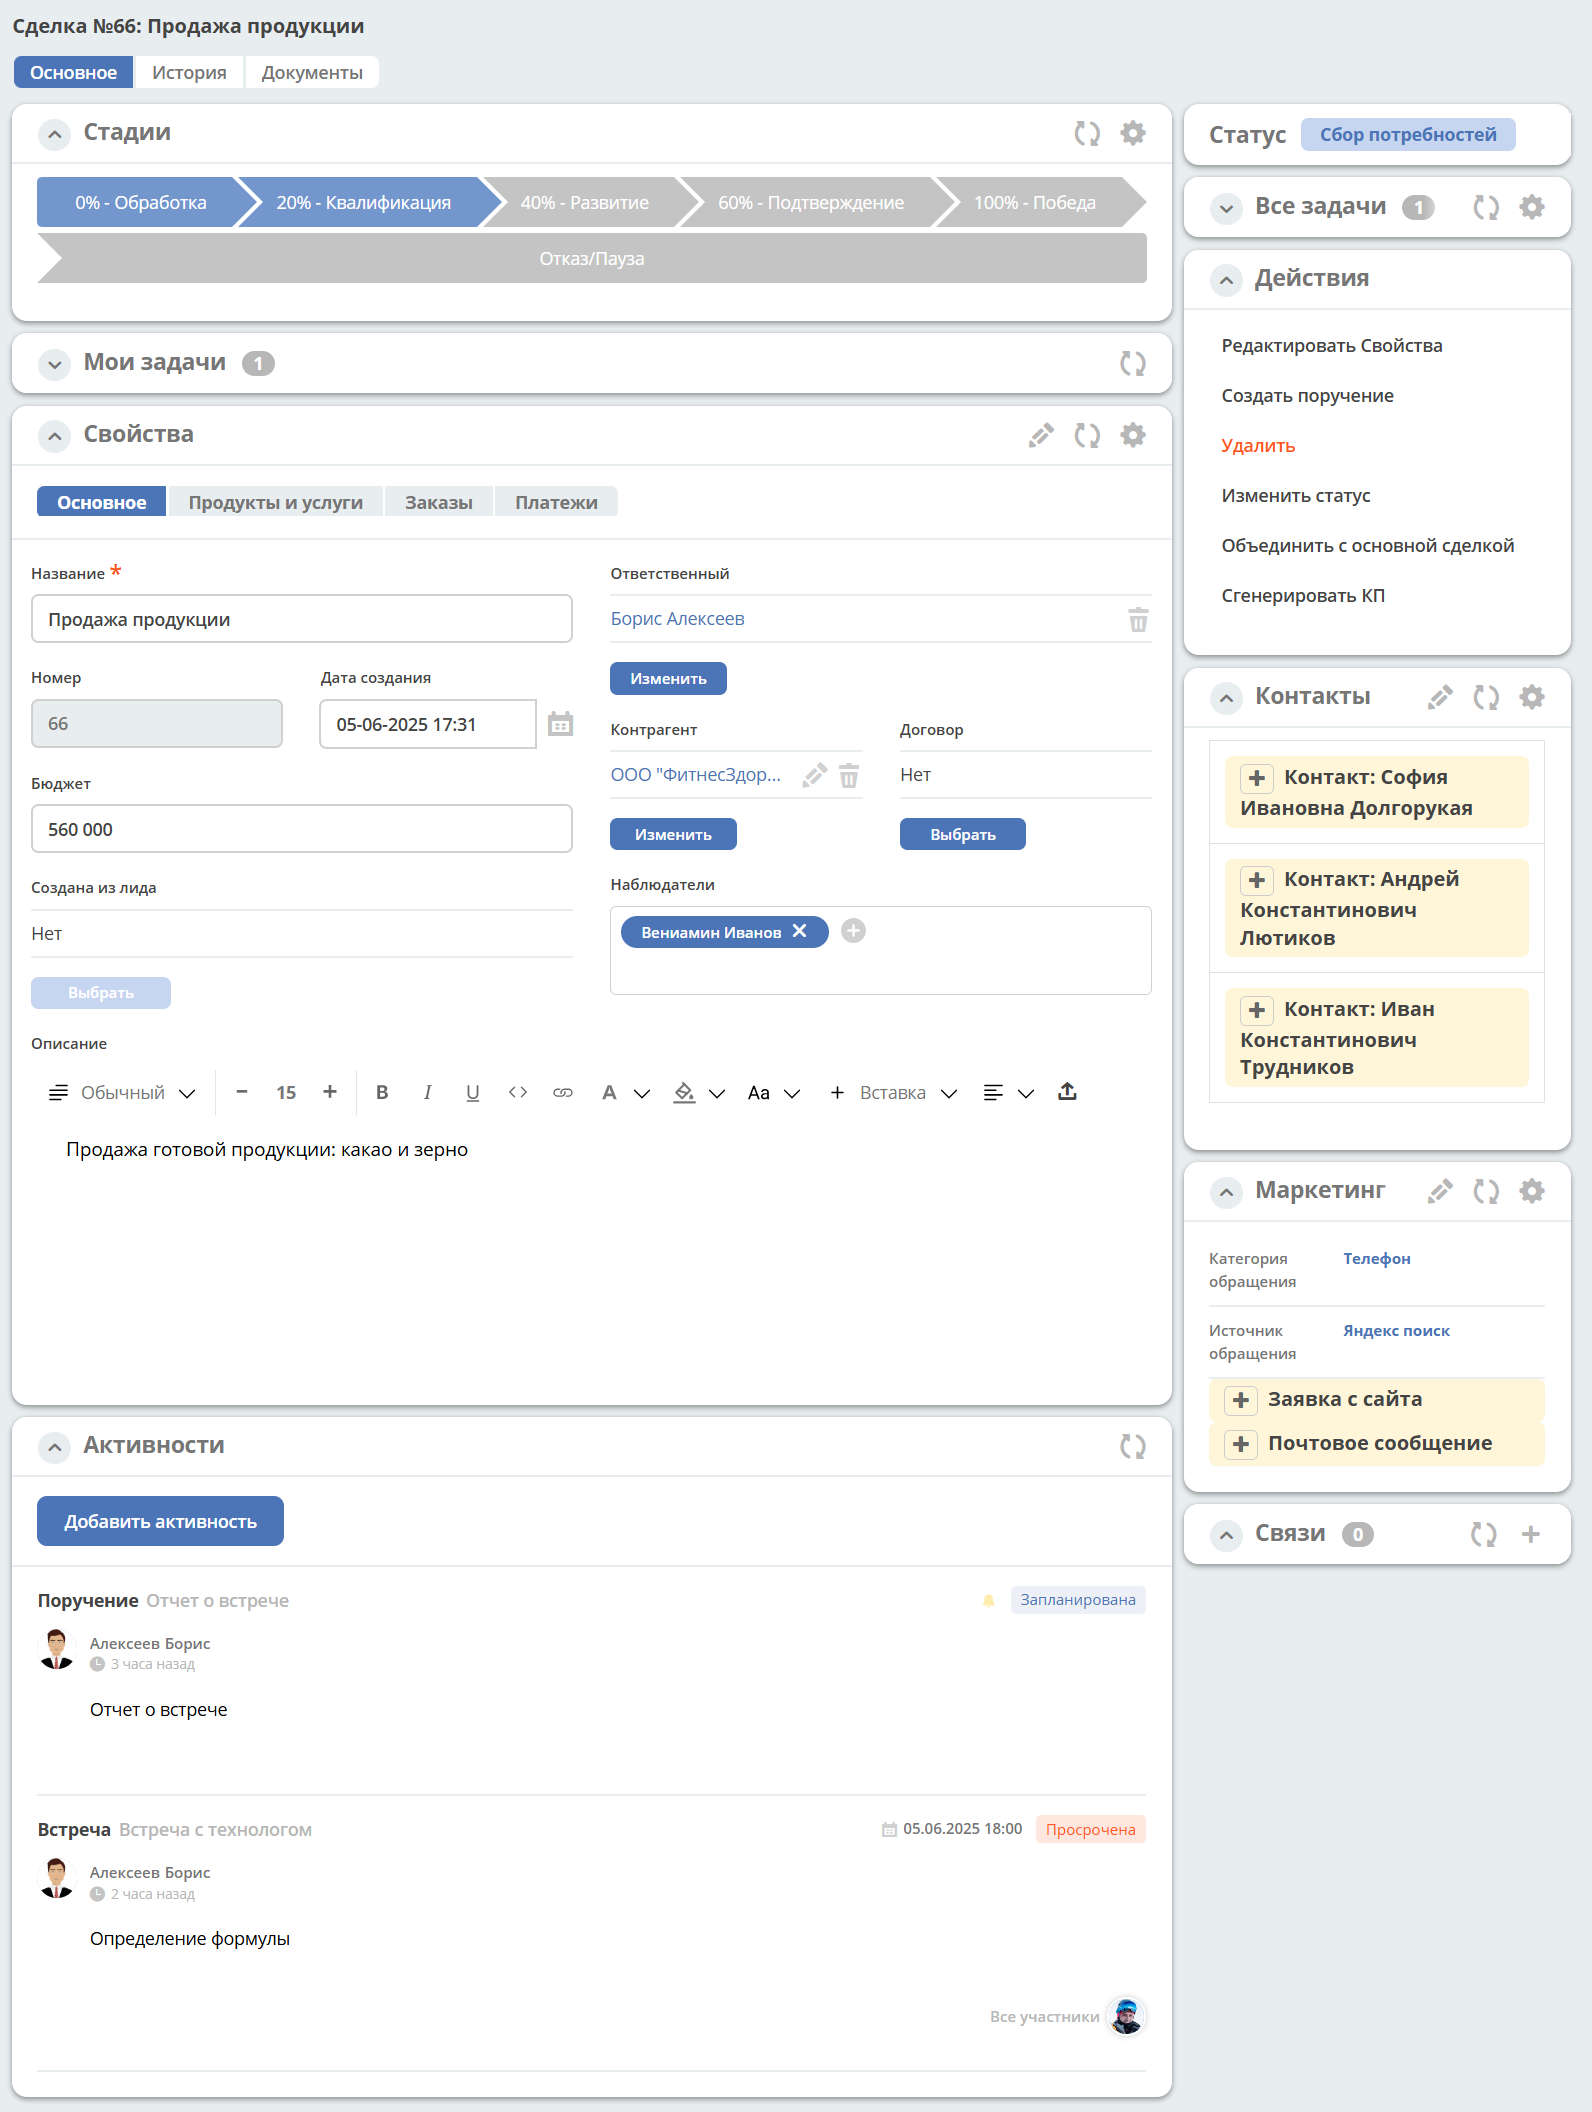 Сделка №66: Продажа продукции
Основное
История
Документы
Стадии
0% - Обработка
20% - Квалификация
40% - Развитие
60% - Подтверждение
100% - Победа
Отказ/Пауза
Мои задачи 1
Свойства
Основное
Продукты и услуги
Заказы
Платежи
Название *
Продажа продукции
Номер
66
Дата создания
05-06-2025 17:31
Бюджет
560 000
Создана из лида
Нет
Выбрать
Ответственный
Борис Алексеев
Изменить
Контрагент
ООО "ФитнесЗдор...
Изменить
Договор
Нет
Выбрать
Наблюдатели
Вениамин Иванов
Описание
Обычный
15
B I U A Aa
Вставка
Продажа готовой продукции: какао и зерно
Активности
Добавить активность
Поручение Отчет о встрече
Запланирована
Алексеев Борис
3 часа назад
Отчет о встрече
Встреча Встреча с технологом
05.06.2025 18:00
Просрочена
Алексеев Борис
2 часа назад
Определение формулы
Все участники
Статус
Сбор потребностей
Все задачи 1
Действия
Редактировать Свойства
Создать поручение
Удалить
Изменить статус
Объединить с основной сделкой
Сгенерировать КП
Контакты
Контакт: София
Ивановна Долгорукая
Контакт: Андрей
Константинович
Лютиков
Контакт: Иван
Константинович
Трудников
Маркетинг
Категория
обращения
Телефон
Источник
обращения
Яндекс поиск
Заявка с сайта
Почтовое сообщение
Связи 0